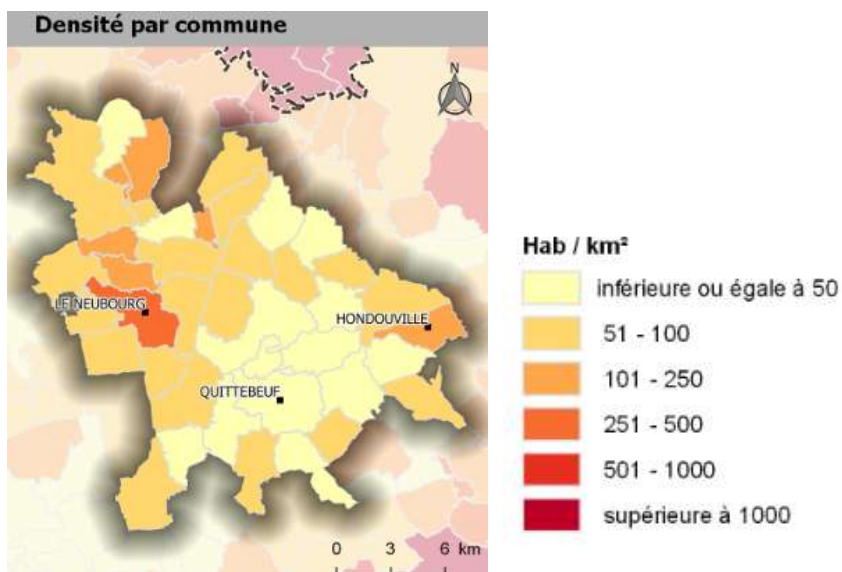 Densité par commune
N
LE NEUBOURG
HONDOUVILLE
QUITTEBEUF
0 3 6 km
Hab / km²
inférieure ou égale à 50
51 - 100
101 - 250
251 - 500
501 - 1000
supérieure à 1000